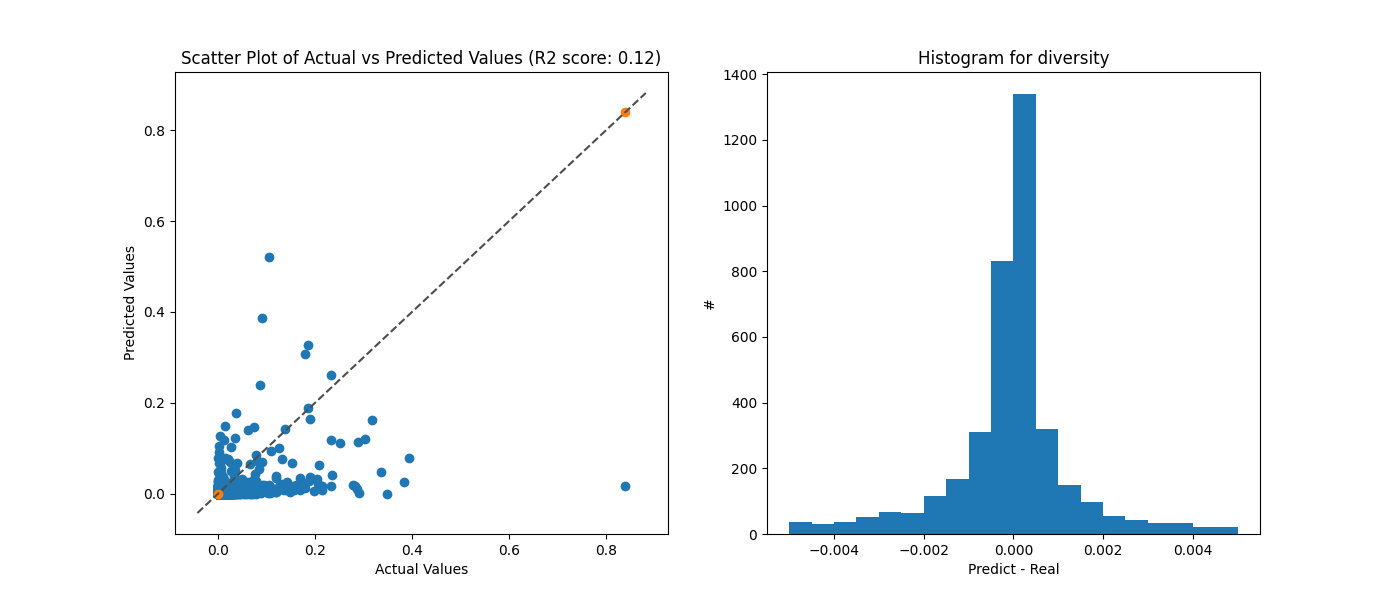 Scatter Plot of Actual vs Predicted Values (R2 score: 0.12)
Predicted Values
0.8
0.6
0.4
0.2
0.0
0.0 0.2 0.4 0.6 0.8
Actual Values
Histogram for diversity
#
1400
1200
1000
800
600
400
200
0
−0.004 −0.002 0.000 0.002 0.004
Predict - Real